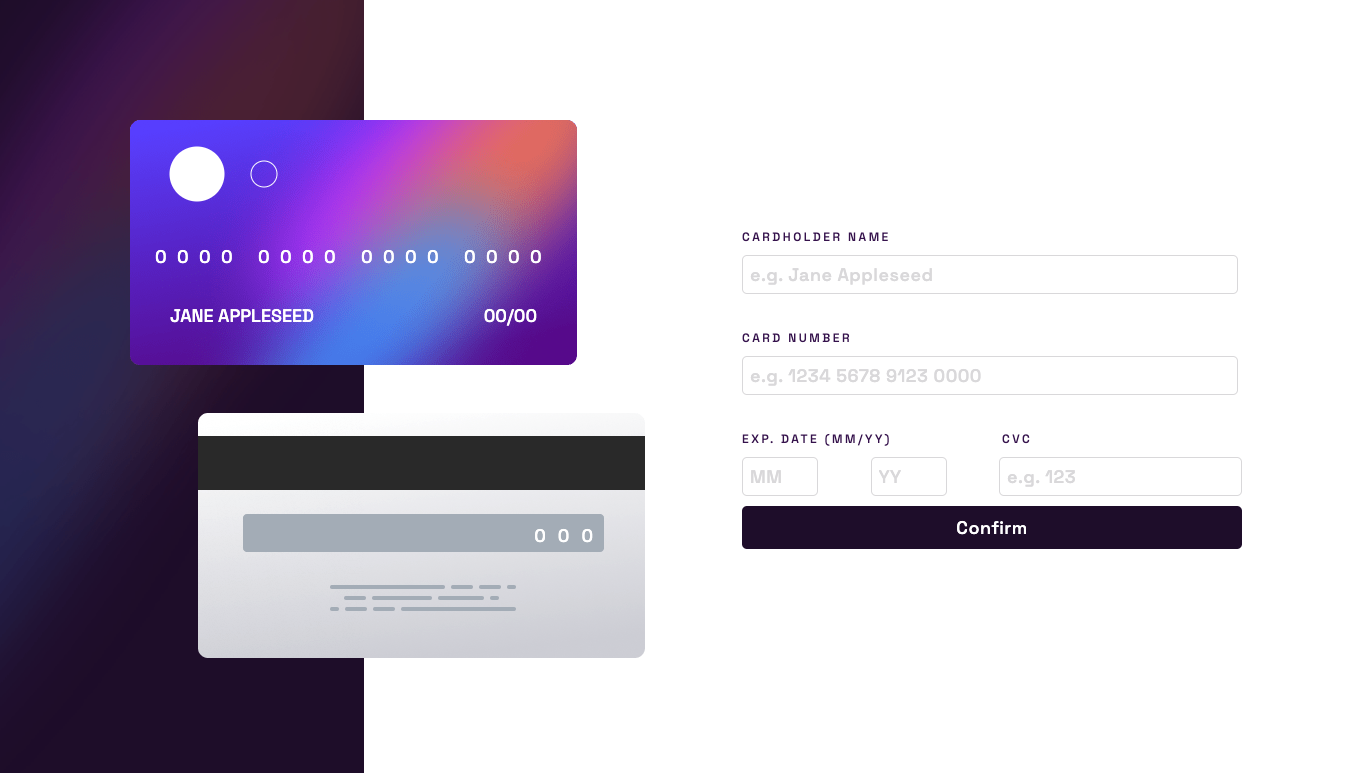 0000 0000 0000 0000
JANE APPLESEED 00/00
000
CARDHOLDER NAME
e.g. Jane Appleseed
CARD NUMBER
e.g. 1234 5678 9123 0000
EXP. DATE (MM/YY) CVC
MM YY e.g. 123
Confirm